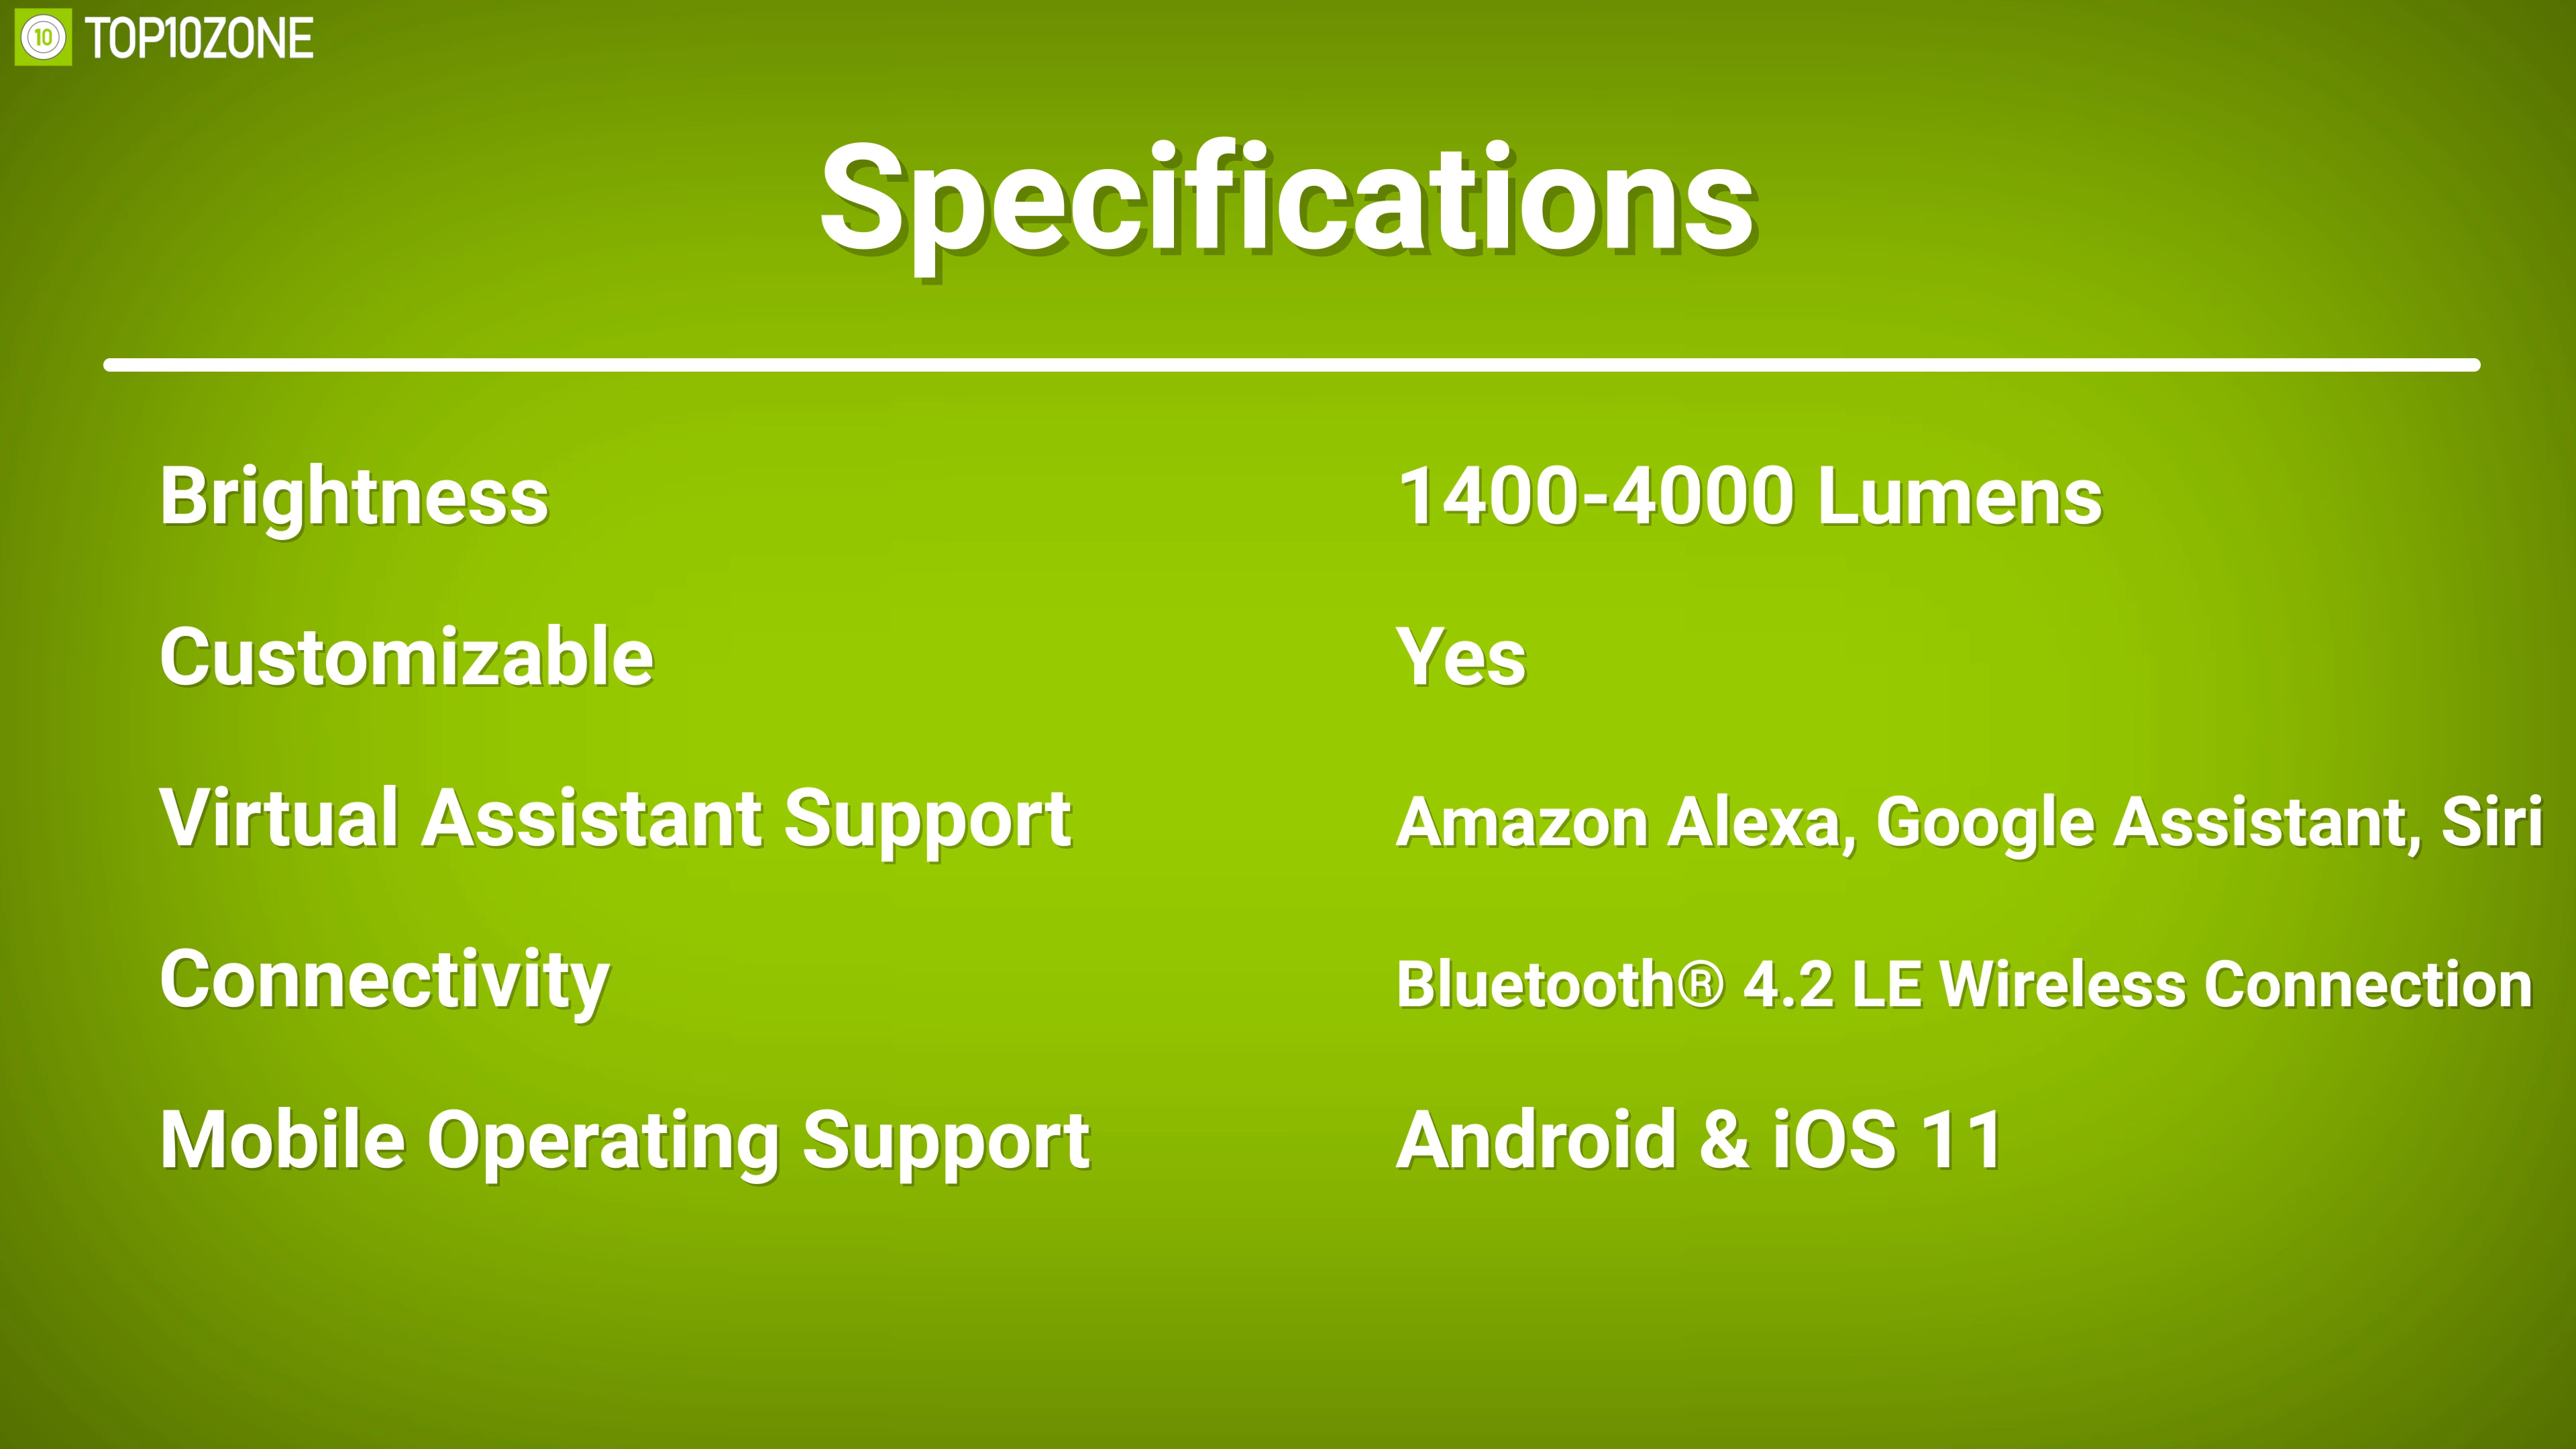 10 TOP10ZONE
Specifications
Brightness 1400-4000 Lumens
Customizable Yes
Virtual Assistant Support Amazon Alexa, Google Assistant, Siri
Connectivity Bluetooth® 4.2 LE Wireless Connection
Mobile Operating Support Android & iOS 11